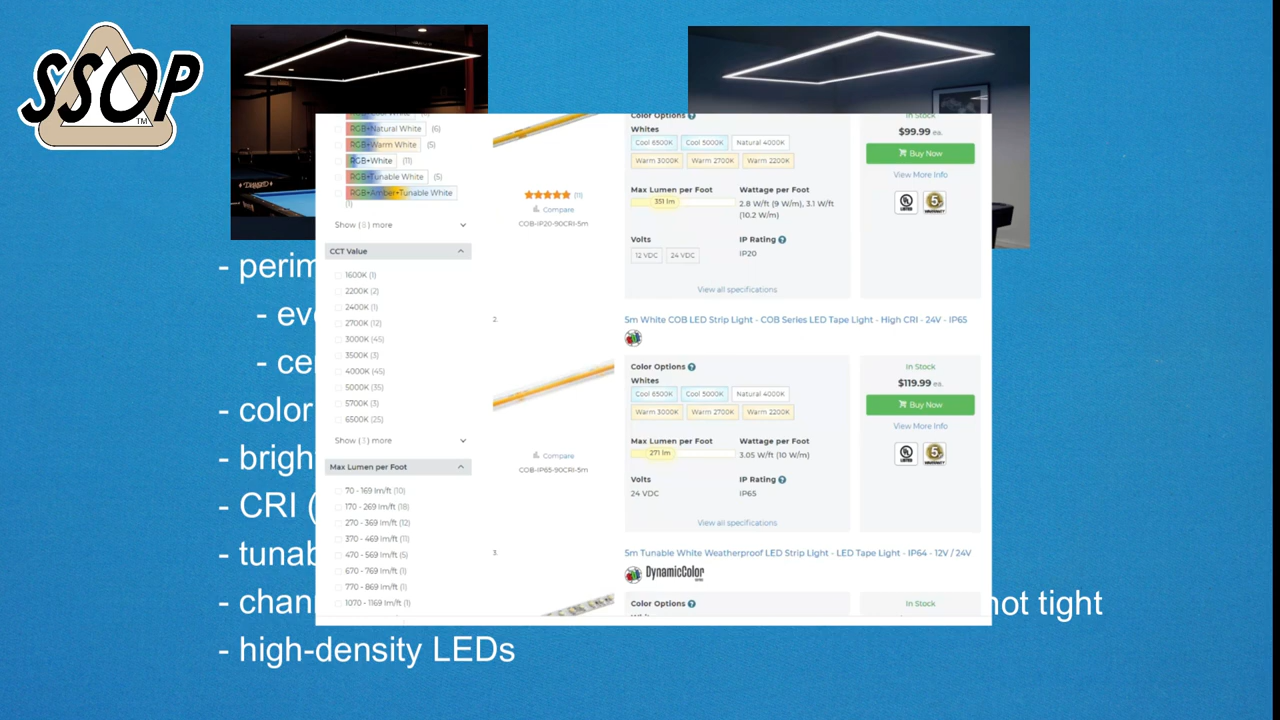 SSOP
TM
- perim
- eve
- cer
- color
- brigh
- CRI (
- tunab
- chann
not tight
- high-density LEDs
RGB+Natural White (6)
RGB+Warm White (5)
RGB+White (11)
RGB+Tunable White (5)
RGB+Amber+Tunable White
(1)
Show (6) more
CCT Value
1600K (1)
2200K (2)
2400K (1)
2700K (12)
3000K (45)
3500K (3)
4000K (45)
5000K (35)
5700K (3)
6500K (25)
Show (3) more
Max Lumen per Foot
70 - 169 lm/ft (10)
170 - 269 lm/ft (18)
270 - 369 lm/ft (12)
370 - 469 lm/ft (11)
470 - 569 lm/ft (5)
670 - 769 lm/ft (1)
770 - 869 lm/ft (1)
1070 - 1169 lm/ft (1)
(11)
Compare
COB-IP20-90CRI-5m
Color Options ?
Whites
Cool 6500K Cool 5000K Natural 4000K
Warm 3000K Warm 2700K Warm 2200K
Max Lumen per Foot
351 lm
Wattage per Foot
2.8 W/ft (9 W/m), 3.1 W/ft
(10.2 W/m)
Volts
12 VDC 24 VDC
IP Rating ?
IP20
View all specifications
In Stock
$99.99 ea.
Buy Now
View More Info
UL
5
2.
5m White COB LED Strip Light - COB Series LED Tape Light - High CRI - 24V - IP65
Compare
COB-IP65-90CRI-5m
Color Options ?
Whites
Cool 6500K Cool 5000K Natural 4000K
Warm 3000K Warm 2700K Warm 2200K
Max Lumen per Foot
271 lm
Wattage per Foot
3.05 W/ft (10 W/m)
Volts
24 VDC
IP Rating ?
IP65
View all specifications
In Stock
$119.99 ea.
Buy Now
View More Info
UL
5
3.
5m Tunable White Weatherproof LED Strip Light - LED Tape Light - IP64 - 12V / 24V
DynamicColor
Color Options ?
In Stock